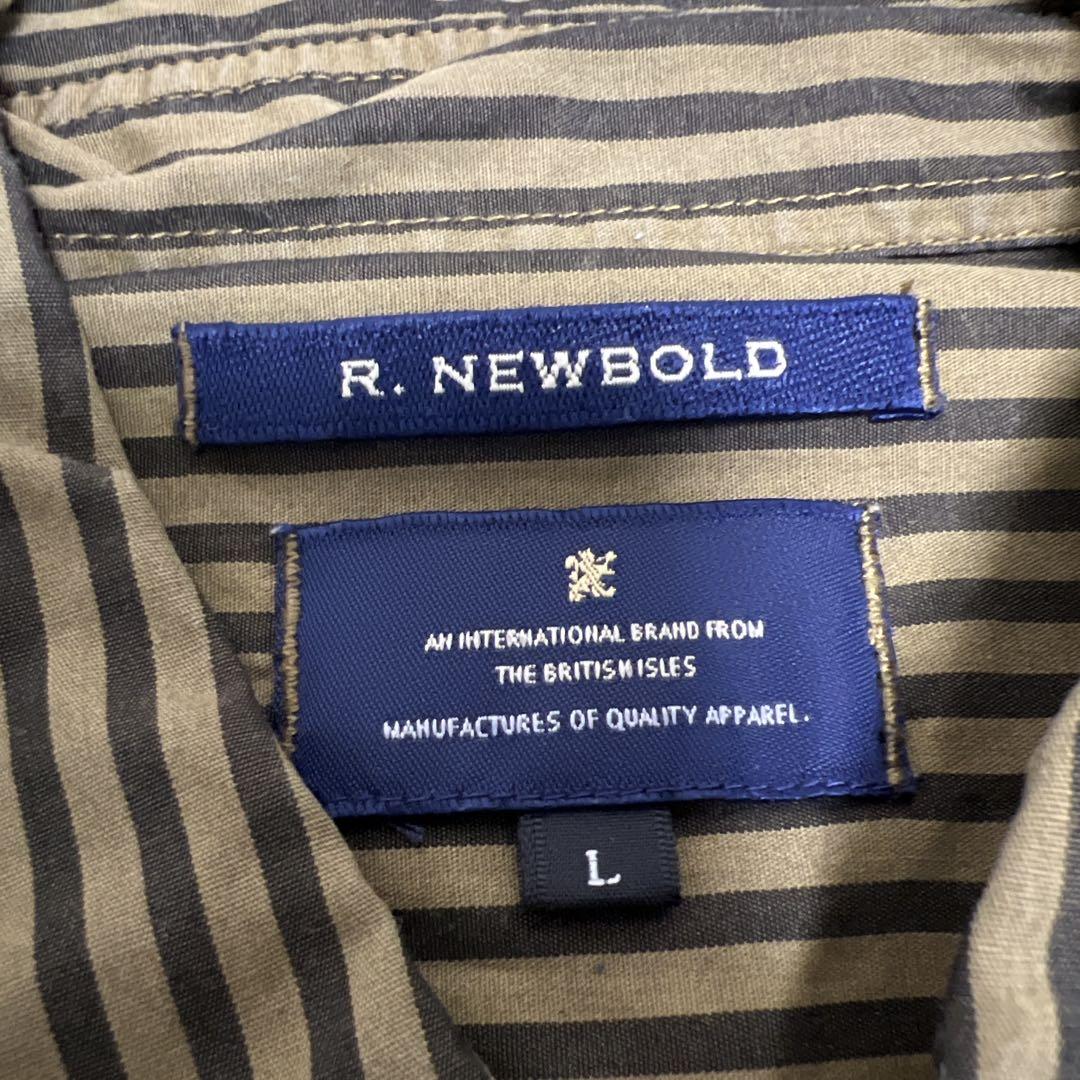 R. NEWBOLD
AN INTERNATIONAL BRAND FROM
THE BRITISH ISLES
MANUFACTURES OF QUALITY APPAREL.
L